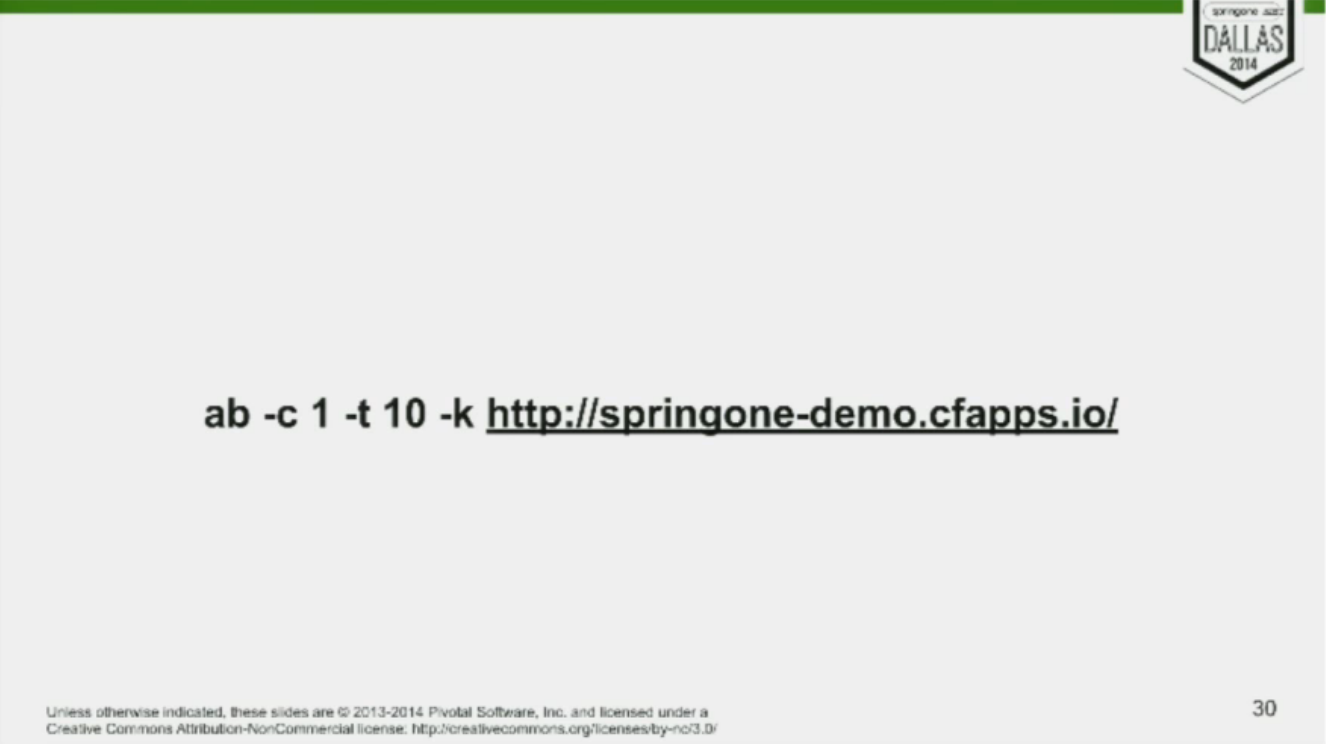 springone
DALLAS
2014
ab -c 1 -t 10 -k http://springone-demo.cfapps.io/
Unless otherwise indicated, these slides are © 2013-2014 Pivotal Software, Inc. and licensed under a
Creative Commons Attribution-NonCommercial license: http://creativecommons.org/licenses/by-nc/3.0/
30